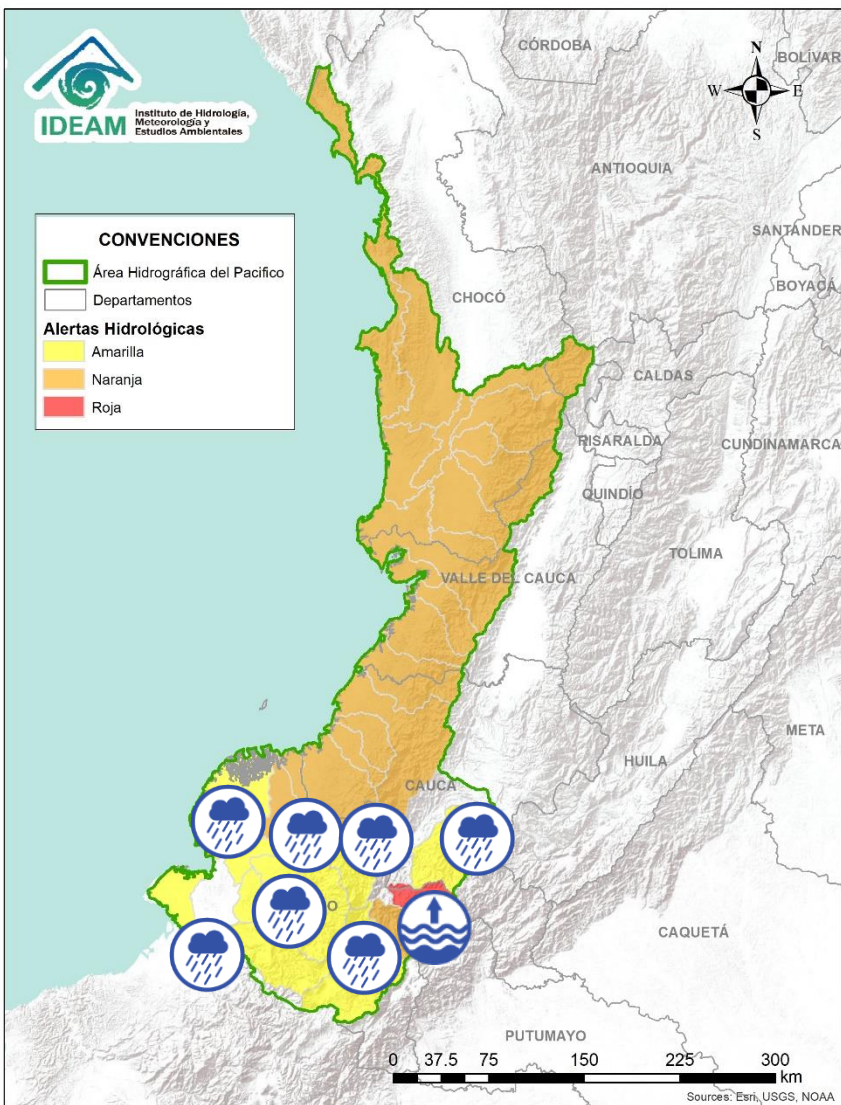 IDEAM
Instituto de Hidrología,
Meteorología y
Estudios Ambientales
CÓRDOBA
BOLÍVAR
N
W
E
S
ANTIOQUIA
SANTANDER
BOYACÁ
CONVENCIONES
Área Hidrográfica del Pacifico
Departamentos
Alertas Hidrológicas
Amarilla
Naranja
Roja
CHOCÓ
CALDAS
RISARALDA
CUNDINAMARCA
QUINDÍO
TOLIMA
VALLE DEL CAUCA
META
HUILA
CAUCA
CAQUETÁ
PUTUMAYO
0 37.5 75 150 225 300
km
Sources: Esri, USGS, NOAA